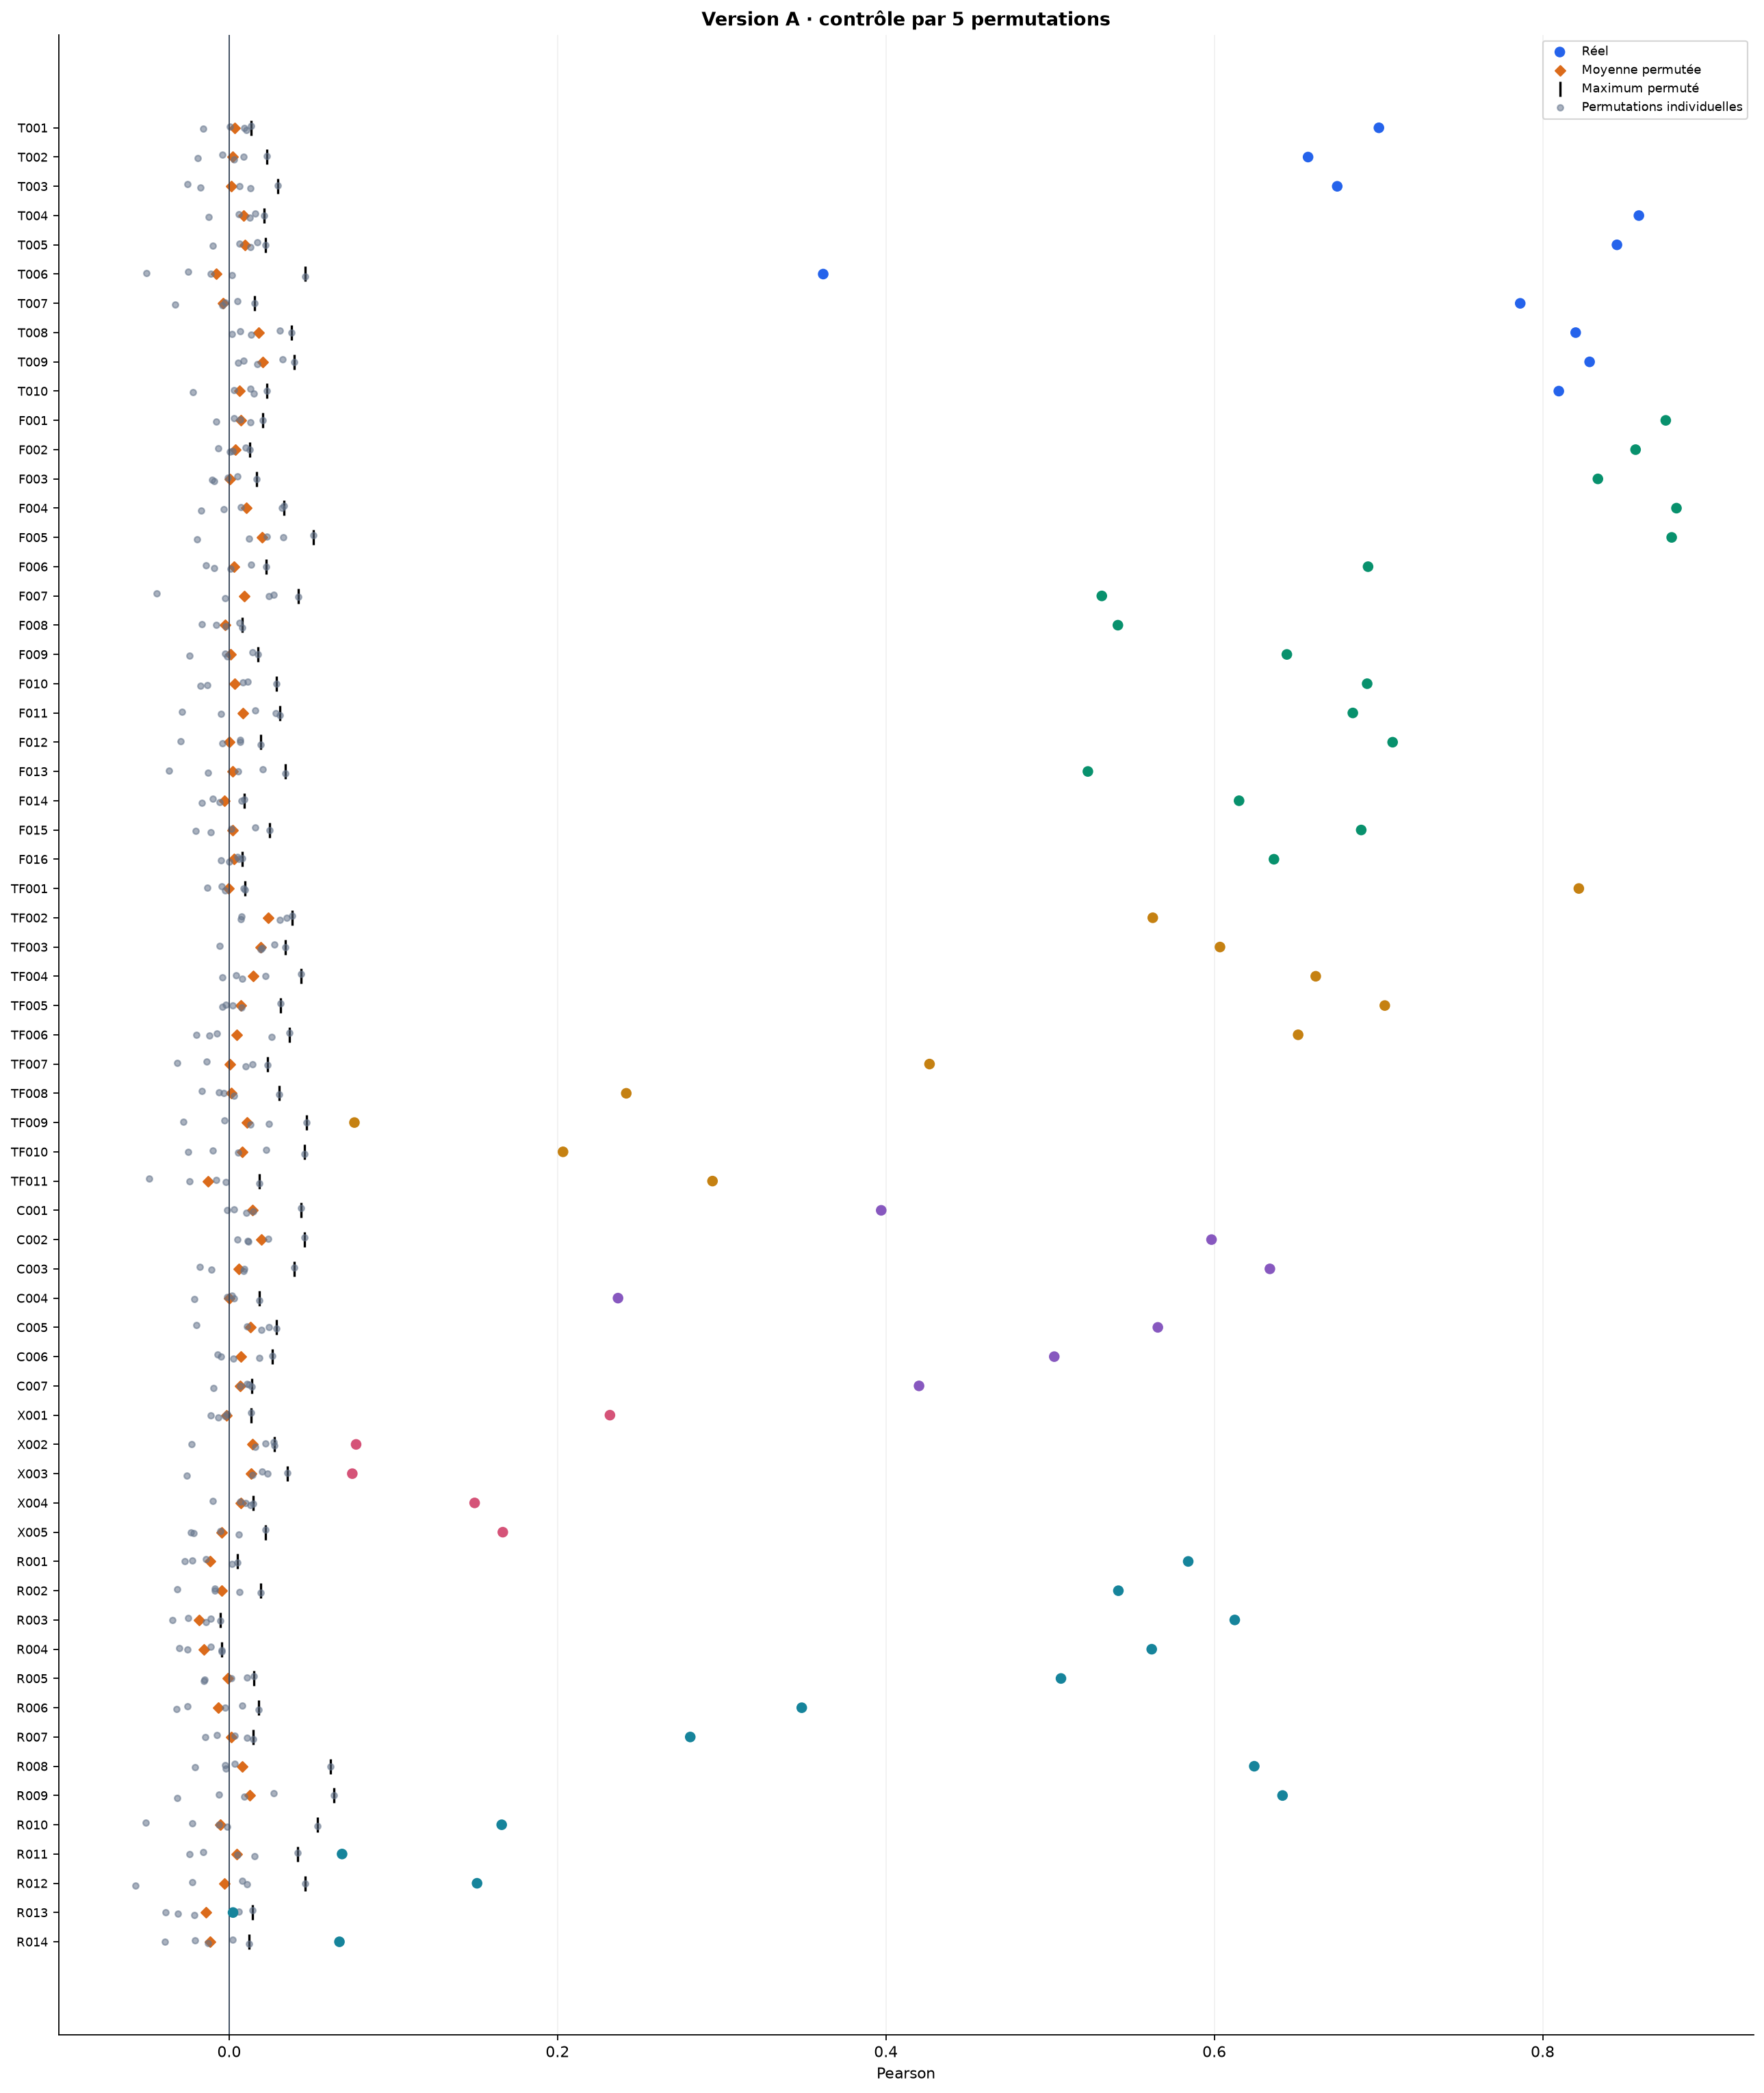 Version A · contrôle par 5 permutations
Réel
Moyenne permutée
Maximum permuté
Permutations individuelles
T001
T002
T003
T004
T005
T006
T007
T008
T009
T010
F001
F002
F003
F004
F005
F006
F007
F008
F009
F010
F011
F012
F013
F014
F015
F016
TF001
TF002
TF003
TF004
TF005
TF006
TF007
TF008
TF009
TF010
TF011
C001
C002
C003
C004
C005
C006
C007
X001
X002
X003
X004
X005
R001
R002
R003
R004
R005
R006
R007
R008
R009
R010
R011
R012
R013
R014
0.0 0.2 0.4 0.6 0.8
Pearson